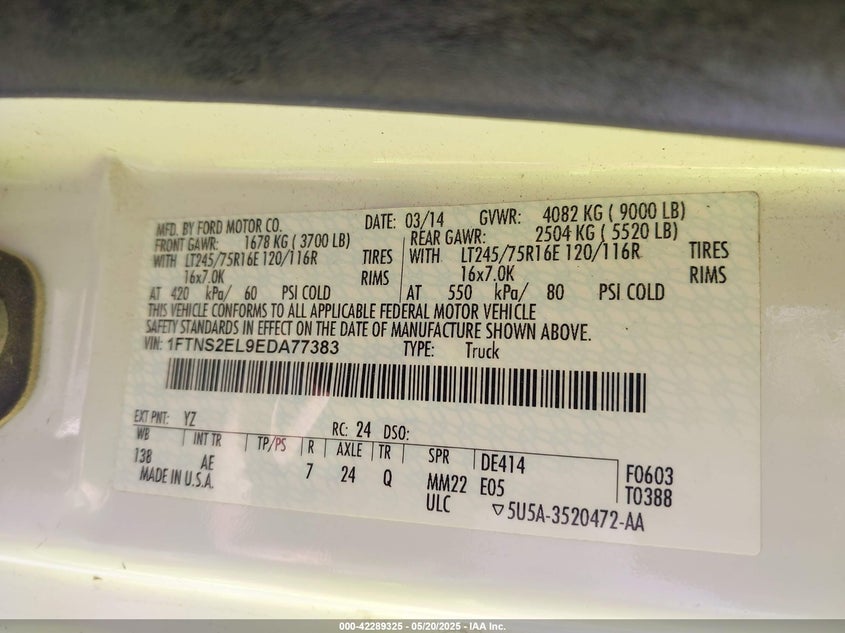 MFD. BY FORD MOTOR CO. DATE: 03/14 GVWR: 4082 KG ( 9000 LB)
FRONT GAWR: 1678 KG ( 3700 LB) REAR GAWR: 2504 KG ( 5520 LB)
WITH LT245/75R16E 120/116R TIRES WITH LT245/75R16E 120/116R TIRES
16x7.0K RIMS 16x7.0K RIMS
AT 420 kPa/ 60 PSI COLD AT 550 kPa/ 80 PSI COLD
THIS VEHICLE CONFORMS TO ALL APPLICABLE FEDERAL MOTOR VEHICLE
SAFETY STANDARDS IN EFFECT ON THE DATE OF MANUFACTURE SHOWN ABOVE.
VIN: 1FTNS2EL9EDA77383 TYPE: Truck
EXT PNT: YZ RC: 24 DSO:
WB INT TR TP/PS R AXLE TR SPR DE414 F0603
138 AE 7 24 Q MM22 E05 T0388
MADE IN U.S.A. ULC 5U5A-3520472-AA
000-42289325 - 05/20/2025 - IAA Inc.